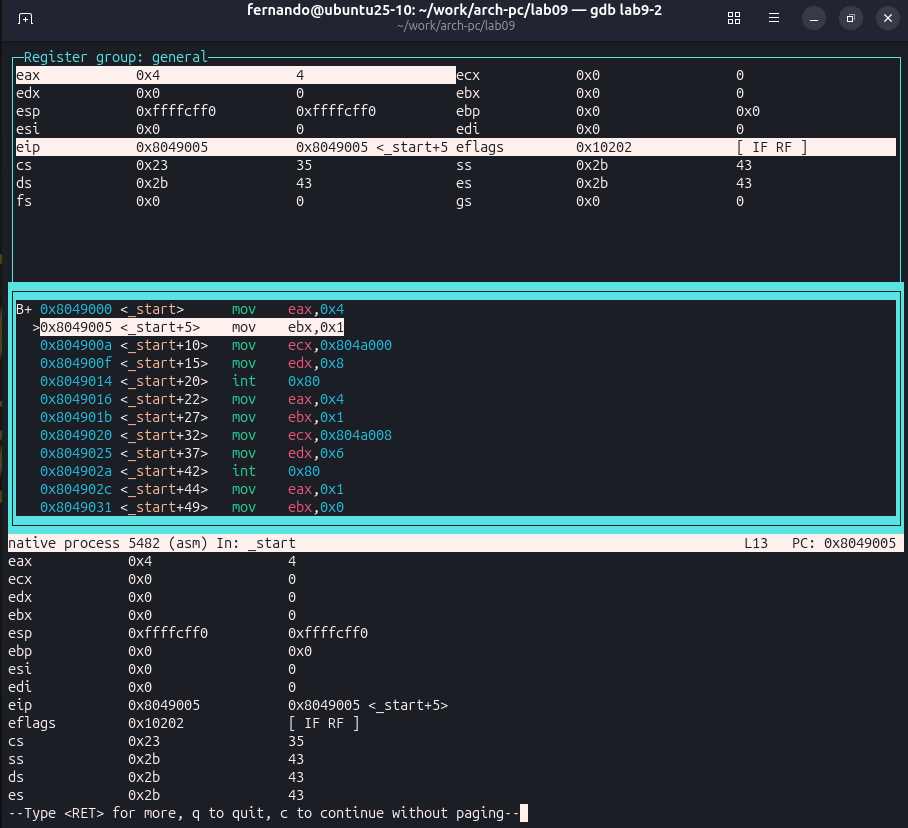 fernando@ubuntu25-10: ~/work/arch-pc/lab09 — gdb lab9-2
~/work/arch-pc/lab09
Register group: general
eax 0x4 4 ecx 0x0 0
edx 0x0 0 ebx 0x0 0
esp 0xffffcff0 0xffffcff0 ebp 0x0 0x0
esi 0x0 0 edi 0x0 0
eip 0x8049005 0x8049005 <_start+5 eflags 0x10202 [ IF RF ]
cs 0x23 35 ss 0x2b 43
ds 0x2b 43 es 0x2b 43
fs 0x0 0 gs 0x0 0
B+ 0x8049000 <_start> mov eax,0x4
>0x8049005 <_start+5> mov ebx,0x1
0x804900a <_start+10> mov ecx,0x804a000
0x804900f <_start+15> mov edx,0x8
0x8049014 <_start+20> int 0x80
0x8049016 <_start+22> mov eax,0x4
0x804901b <_start+27> mov ebx,0x1
0x8049020 <_start+32> mov ecx,0x804a008
0x8049025 <_start+37> mov edx,0x6
0x804902a <_start+42> int 0x80
0x804902c <_start+44> mov eax,0x1
0x8049031 <_start+49> mov ebx,0x0
native process 5482 (asm) In: _start L13 PC: 0x8049005
eax 0x4 4
ecx 0x0 0
edx 0x0 0
ebx 0x0 0
esp 0xffffcff0 0xffffcff0
ebp 0x0 0x0
esi 0x0 0
edi 0x0 0
eip 0x8049005 0x8049005 <_start+5>
eflags 0x10202 [ IF RF ]
cs 0x23 35
ss 0x2b 43
ds 0x2b 43
es 0x2b 43
--Type <RET> for more, q to quit, c to continue without paging--